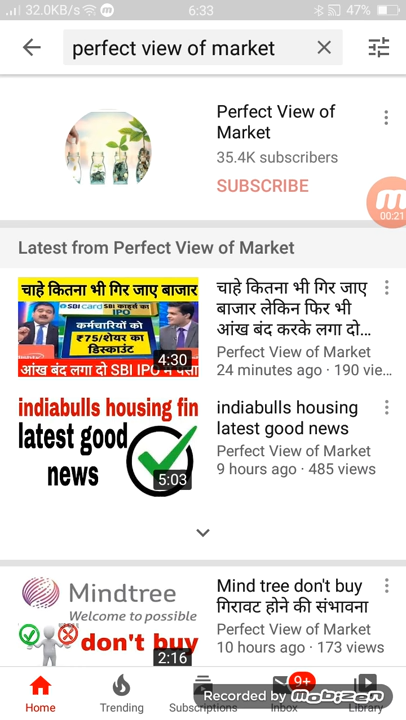 32.0KB/s
6:33
47%
perfect view of market
Perfect View of
Market
35.4K subscribers
SUBSCRIBE
00:21
Latest from Perfect View of Market
चाहे कितना भी गिर जाए बाजार
SBI card SBI कार्ड्स का
IPO
कर्मचारियों को
₹75/शेयर का
डिस्काउंट
4:30
आंख बंद लगा दो SBI IPO
चाहे कितना भी गिर जाए
बाजार लेकिन फिर भी
आंख बंद करके लगा दो...
Perfect View of Market
24 minutes ago · 190 vie...
indiabulls housing fin
latest good
news
5:03
indiabulls housing
latest good news
Perfect View of Market
9 hours ago · 485 views
Mindtree
Welcome to possible
don't buy
2:16
Mind tree don't buy
गिरावट होने की संभावना
Perfect View of Market
10 hours ago · 173 views
9+
Recorded by mobizen
Home
Trending
Subscriptions
Inbox
Library